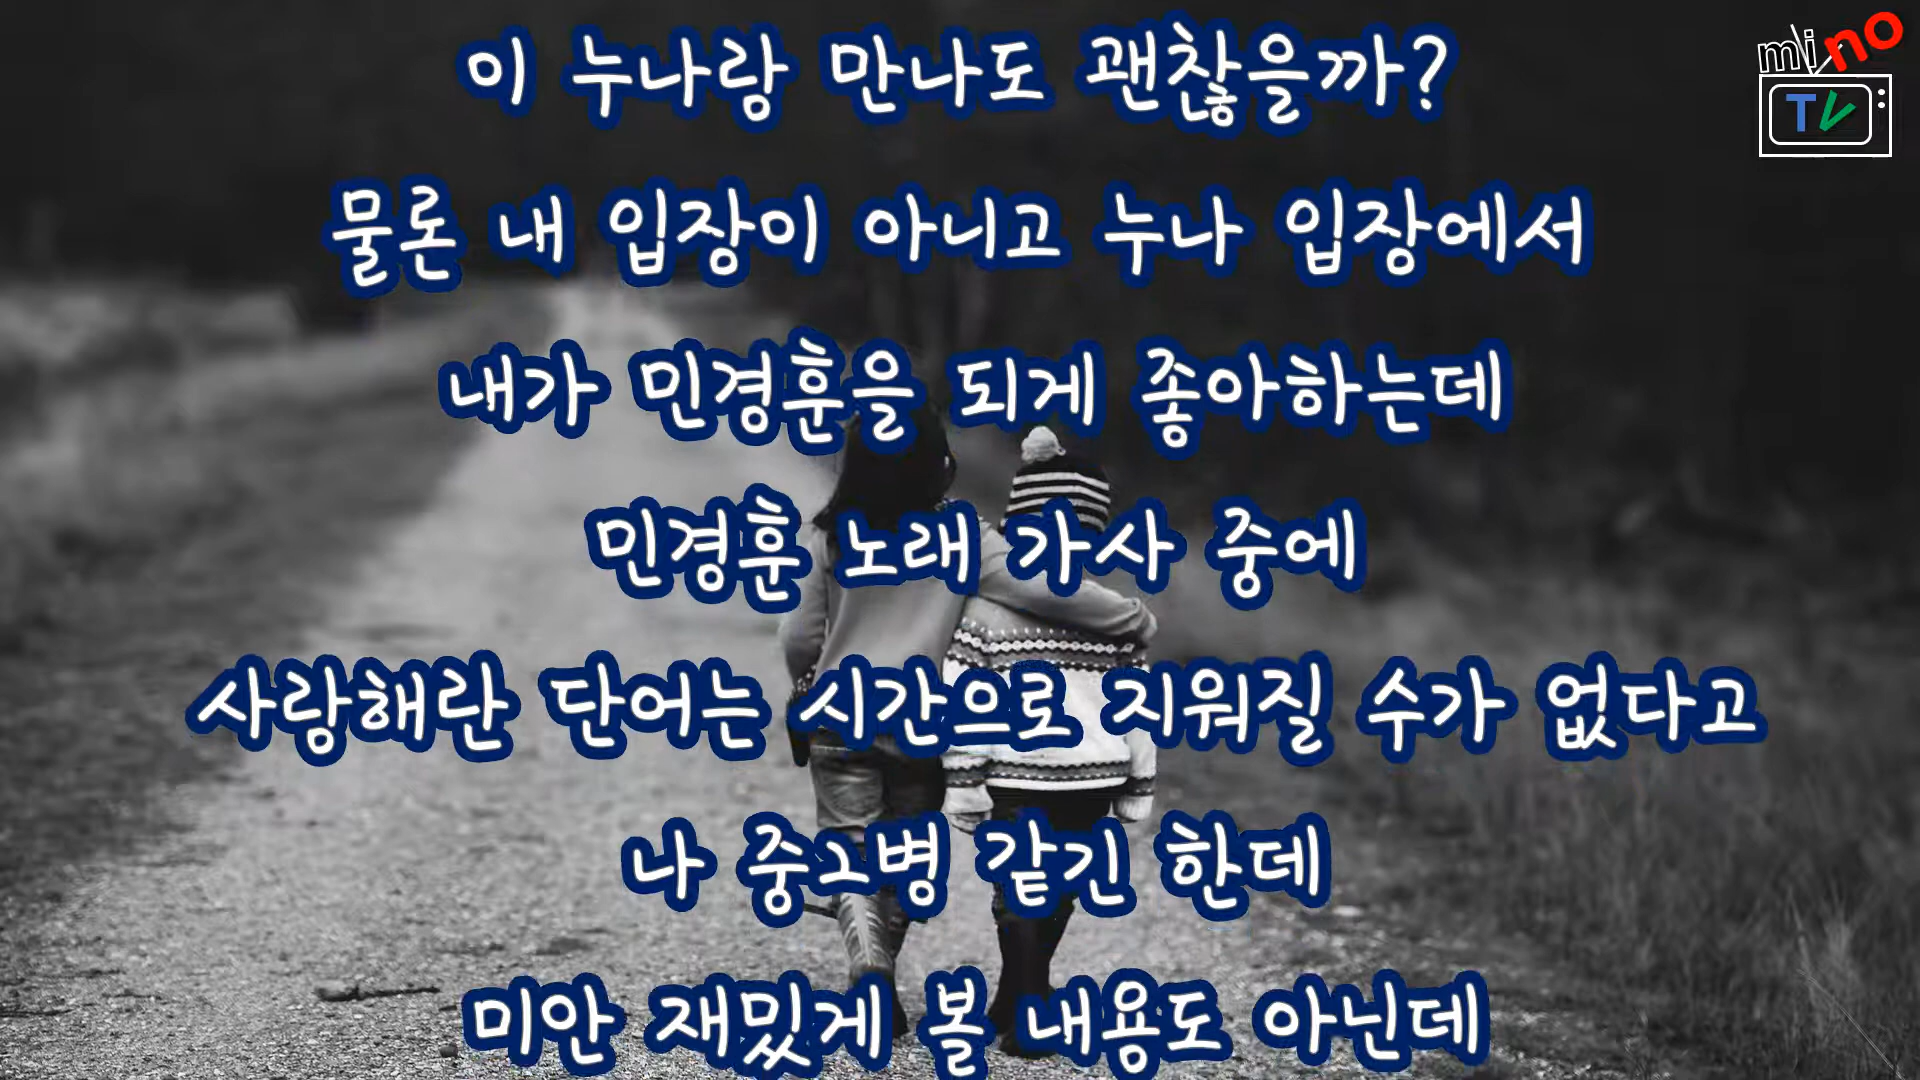 이 누나랑 만나도 괜찮을까?
물론 내 입장이 아니고 누나 입장에서
내가 민경훈을 되게 좋아하는데
민경훈 노래 가사 중에
사랑해란 단어는 시간으로 지워질 수가 없다고
나 중2병 같긴 한데
미안 재밌게 볼 내용도 아닌데
mino
TV